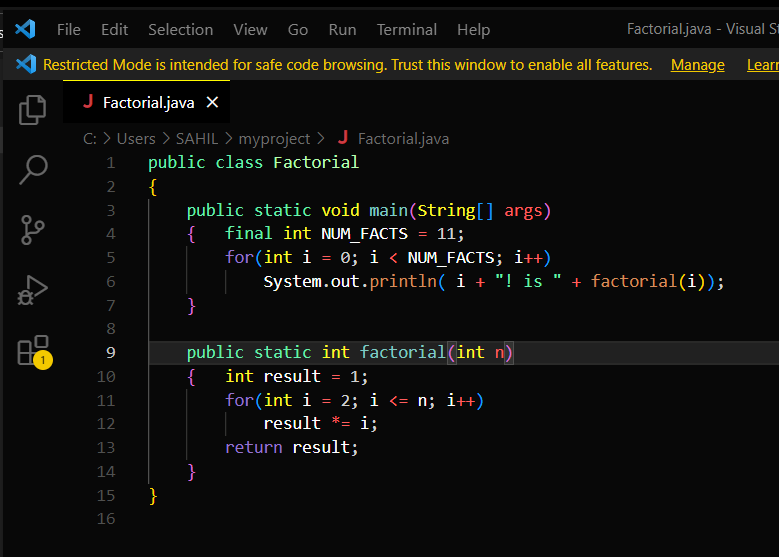 File Edit Selection View Go Run Terminal Help Factorial.java - Visual St
Restricted Mode is intended for safe code browsing. Trust this window to enable all features. Manage Learn
J Factorial.java ×
C: > Users > SAHIL > myproject > J Factorial.java
1 public class Factorial
2 {
3     public static void main(String[] args)
4     {   final int NUM_FACTS = 11;
5         for(int i = 0; i < NUM_FACTS; i++)
6             System.out.println( i + "! is " + factorial(i));
7     }
8
9     public static int factorial(int n)
10     {   int result = 1;
11         for(int i = 2; i <= n; i++)
12             result *= i;
13         return result;
14     }
15 }
16
1